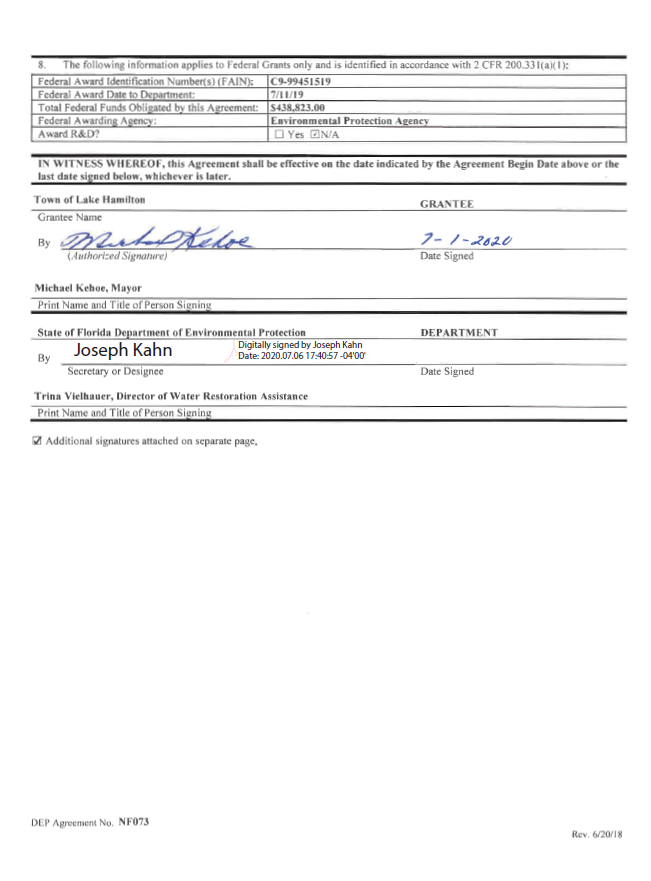 8. The following information applies to Federal Grants only and is identified in accordance with 2 CFR 200.331(a)(1):
Federal Award Identification Number(s) (FAIN): C9-99451519
Federal Award Date to Department: 7/11/19
Total Federal Funds Obligated by this Agreement: $438,823.00
Federal Awarding Agency: Environmental Protection Agency
Award R&D? ☐ Yes ☑N/A
IN WITNESS WHEREOF, this Agreement shall be effective on the date indicated by the Agreement Begin Date above or the
last date signed below, whichever is later.
Town of Lake Hamilton GRANTEE
Grantee Name
By Michael Kehoe 7-1-2020
(Authorized Signature) Date Signed
Michael Kehoe, Mayor
Print Name and Title of Person Signing
State of Florida Department of Environmental Protection DEPARTMENT
By Joseph Kahn Digitally signed by Joseph Kahn
Date: 2020.07.06 17:40:57 -04'00'
Secretary or Designee Date Signed
Trina Vielhauer, Director of Water Restoration Assistance
Print Name and Title of Person Signing
☑ Additional signatures attached on separate page.
DEP Agreement No. NF073
Rev. 6/20/18